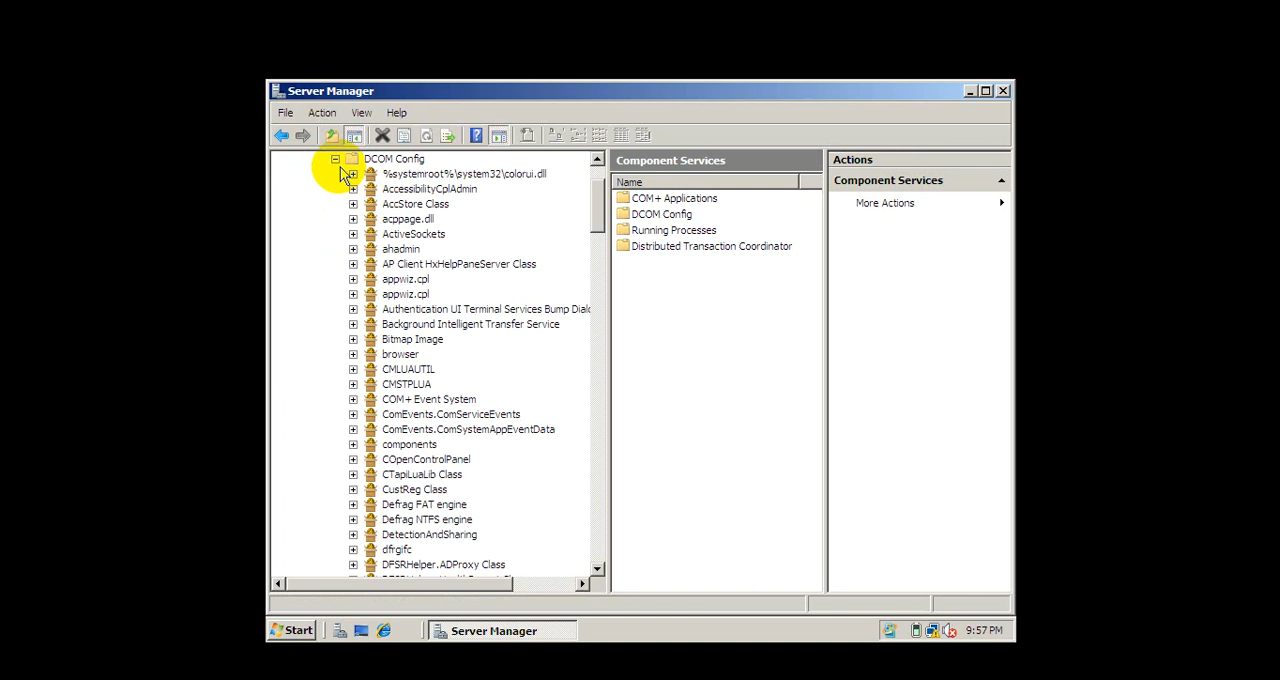 Server Manager
File Action View Help
DCOM Config
%systemroot%\system32\colorui.dll
AccessibilityCplAdmin
AccStore Class
acppage.dll
ActiveSockets
ahadmin
AP Client HxHelpPaneServer Class
appwiz.cpl
appwiz.cpl
Authentication UI Terminal Services Bump Dialo
Background Intelligent Transfer Service
Bitmap Image
browser
CMLUAUTIL
CMSTPLUA
COM+ Event System
ComEvents.ComServiceEvents
ComEvents.ComSystemAppEventData
components
COpenControlPanel
CTapiLuaLib Class
CustReg Class
Defrag FAT engine
Defrag NTFS engine
DetectionAndSharing
dfrgifc
DFSRHelper.ADProxy Class
Component Services
Name
COM+ Applications
DCOM Config
Running Processes
Distributed Transaction Coordinator
Actions
Component Services
More Actions
Start
Server Manager
9:57 PM